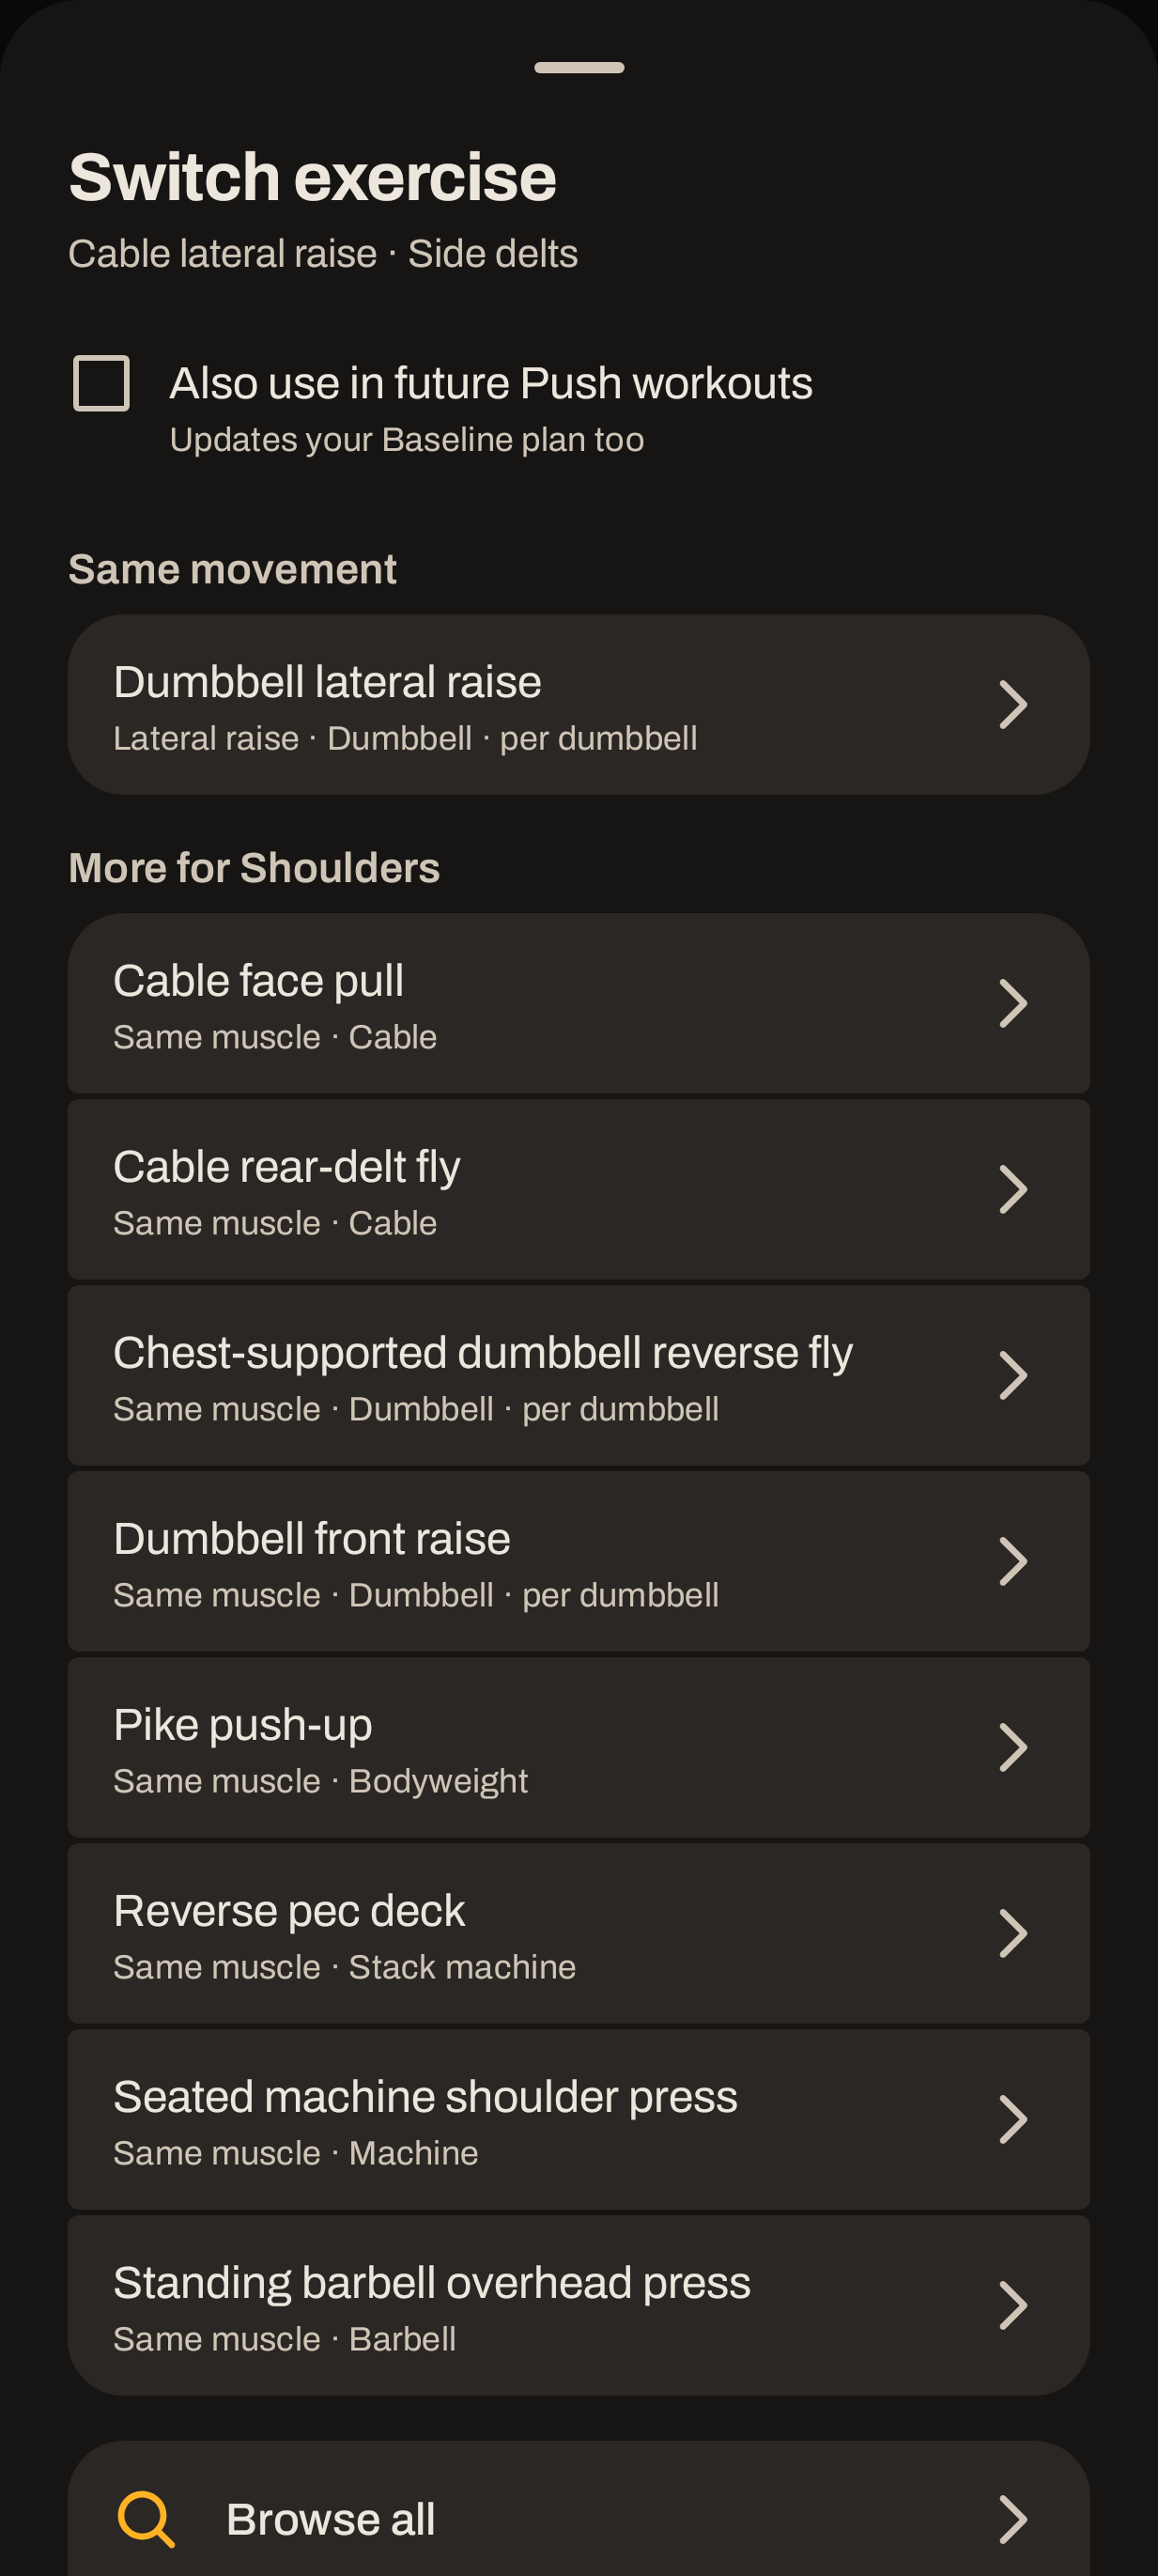 Switch exercise
Cable lateral raise · Side delts
Also use in future Push workouts
Updates your Baseline plan too
Same movement
Dumbbell lateral raise
Lateral raise · Dumbbell · per dumbbell
More for Shoulders
Cable face pull
Same muscle · Cable
Cable rear-delt fly
Same muscle · Cable
Chest-supported dumbbell reverse fly
Same muscle · Dumbbell · per dumbbell
Dumbbell front raise
Same muscle · Dumbbell · per dumbbell
Pike push-up
Same muscle · Bodyweight
Reverse pec deck
Same muscle · Stack machine
Seated machine shoulder press
Same muscle · Machine
Standing barbell overhead press
Same muscle · Barbell
Browse all